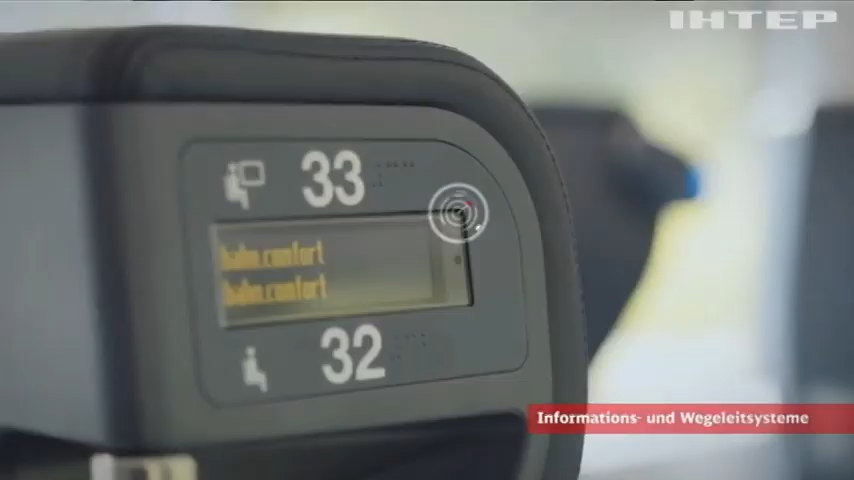 ІНТЕР
33
bahn.comfort
bahn.comfort
32
Informations- und Wegeleitsysteme